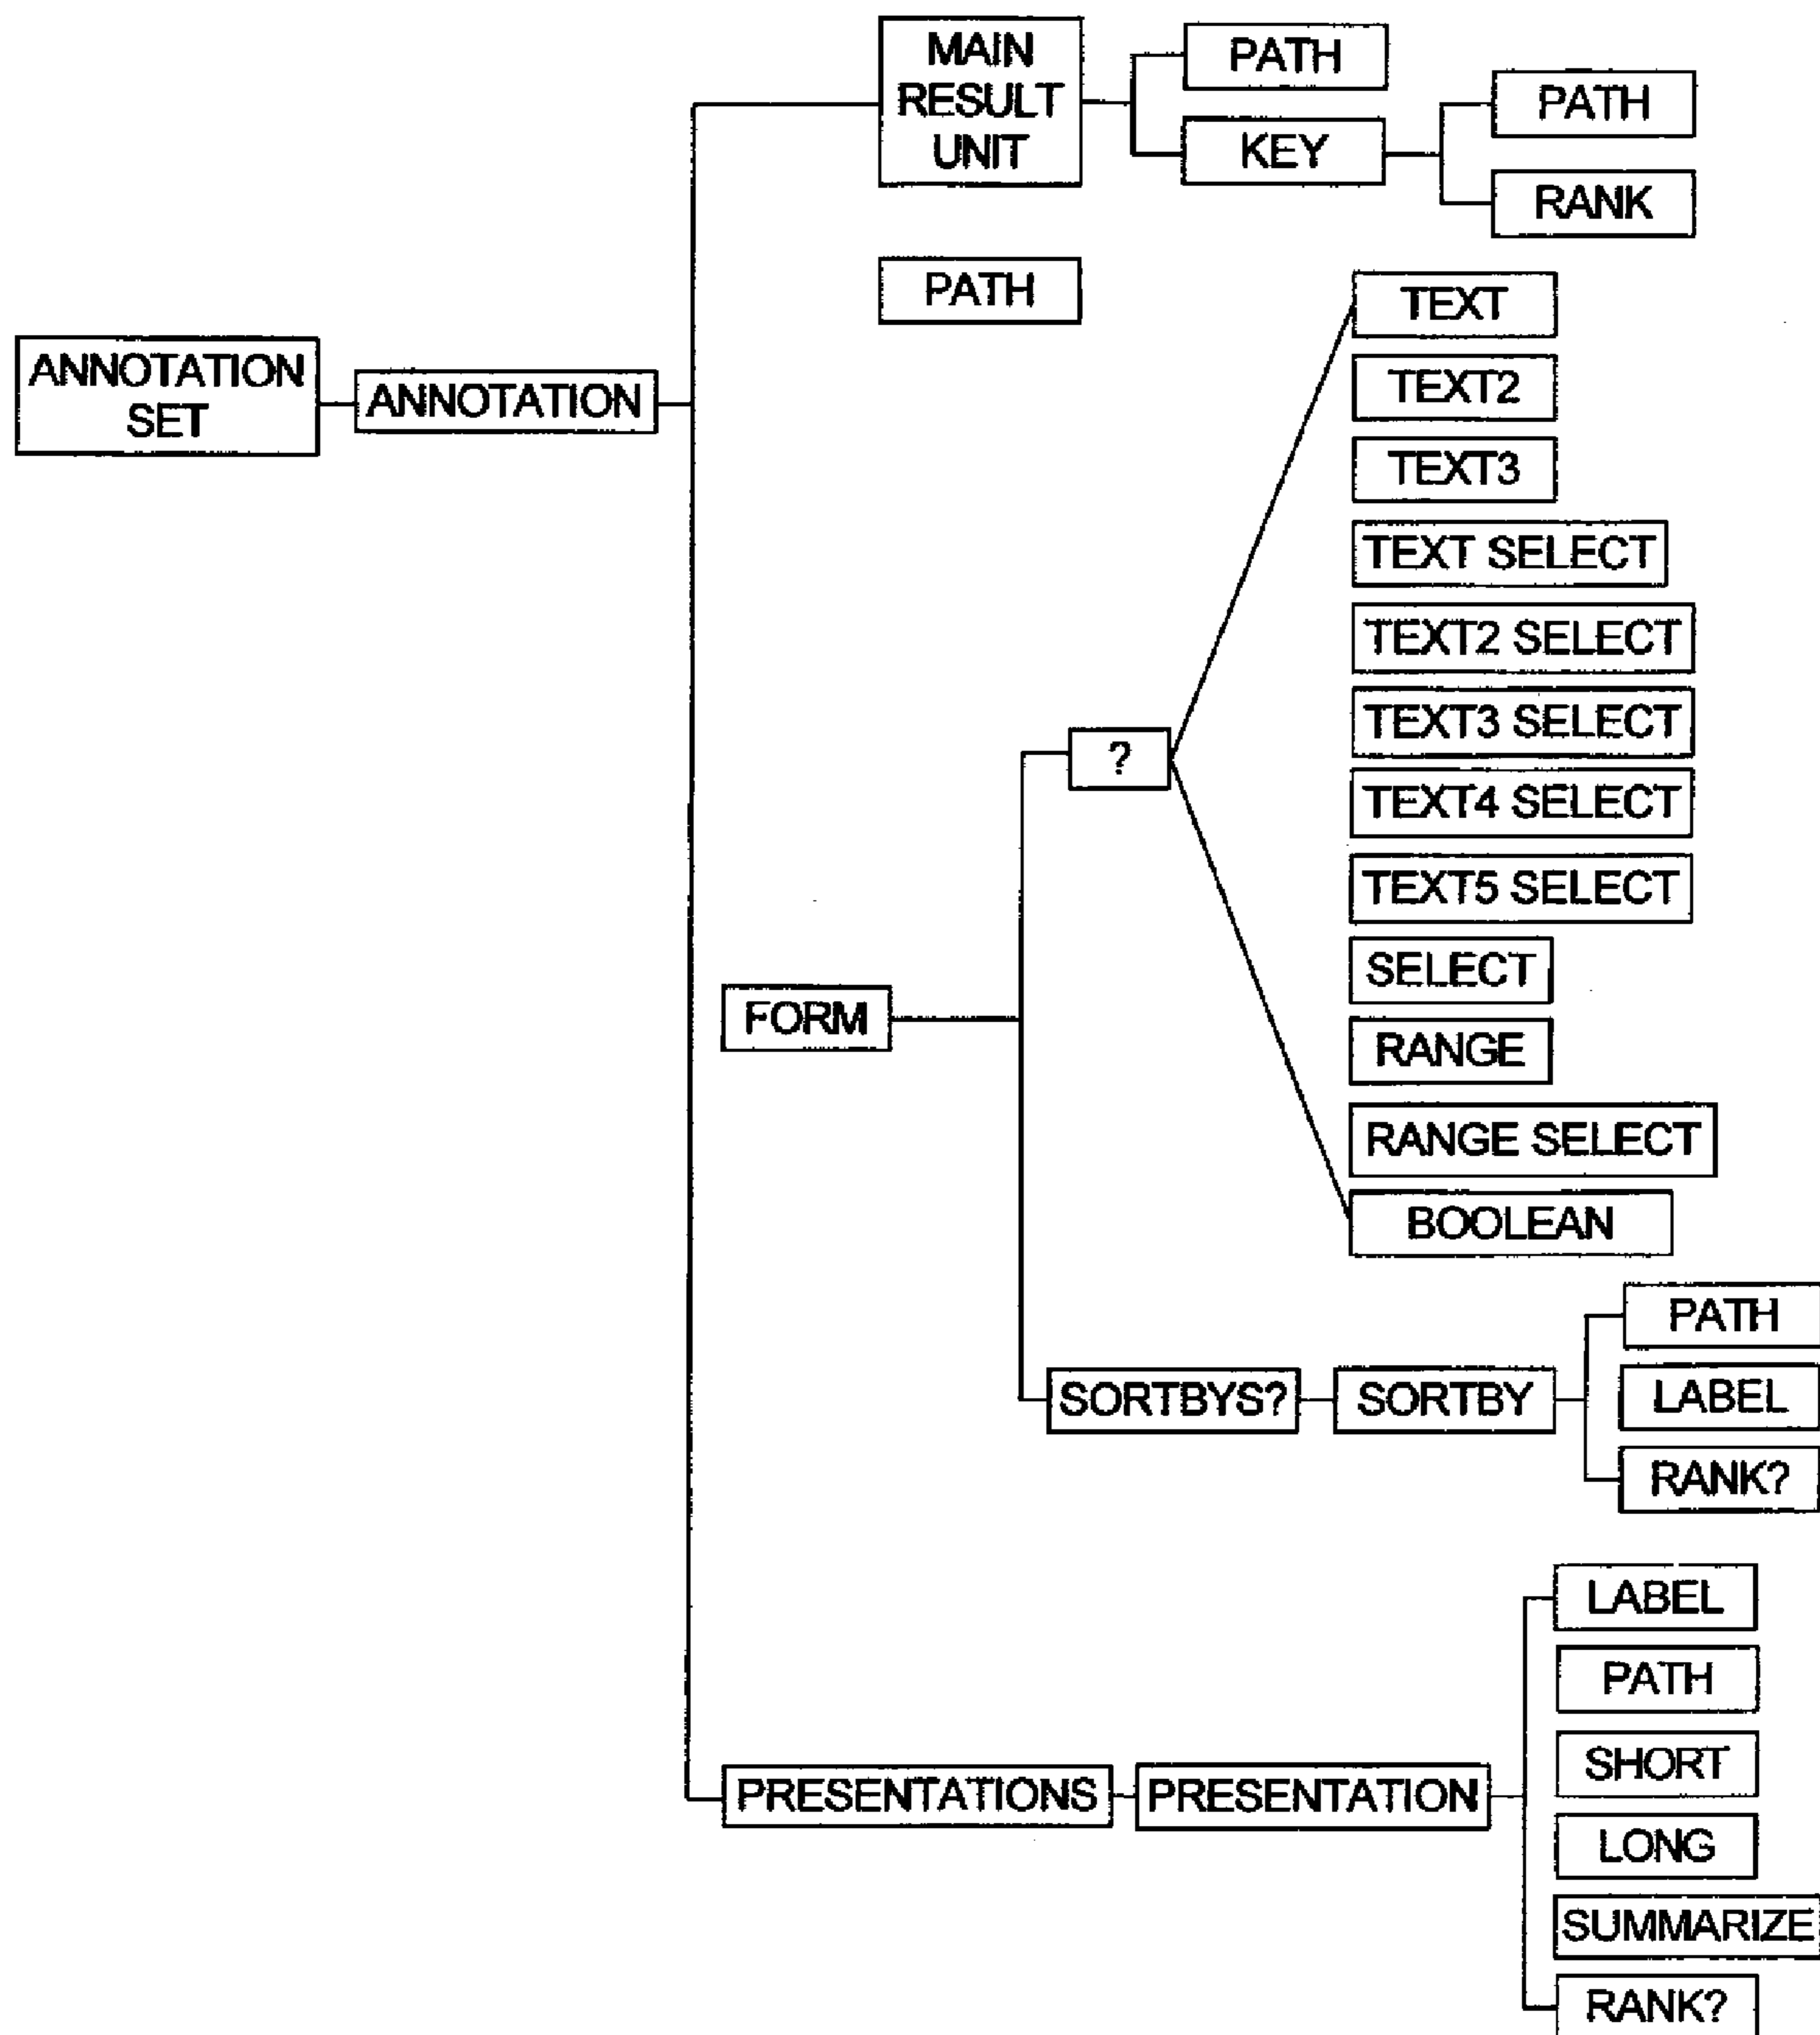 MAIN
RESULT
UNIT
PATH
KEY
PATH
RANK
PATH
ANNOTATION
SET
ANNOTATION
TEXT
TEXT2
TEXT3
TEXT SELECT
TEXT2 SELECT
TEXT3 SELECT
TEXT4 SELECT
TEXT5 SELECT
SELECT
RANGE
RANGE SELECT
BOOLEAN
?
FORM
SORTBYS?
SORTBY
PATH
LABEL
RANK?
PRESENTATIONS
PRESENTATION
LABEL
PATH
SHORT
LONG
SUMMARIZE
RANK?